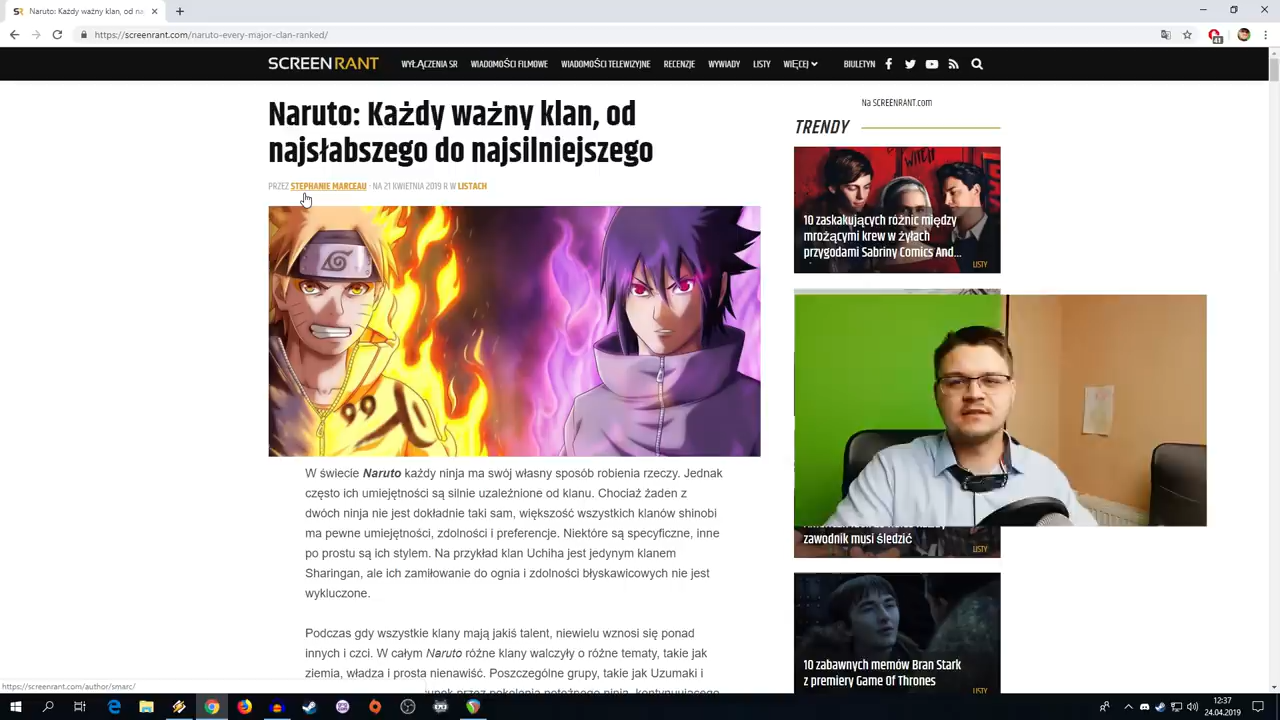 Naruto: Każdy ważny klan, od na
https://screenrant.com/naruto-every-major-clan-ranked/
41
SCREENRANT
WYŁĄCZENIA SR WIADOMOŚCI FILMOWE WIADOMOŚCI TELEWIZYJNE RECENZJE WYWIADY LISTY WIĘCEJ BIULETYN
Naruto: Każdy ważny klan, od
najsłabszego do najsilniejszego
PRZEZ STEPHANIE MARCEAU - NA 21 KWIETNIA 2019 R W LISTACH
W świecie Naruto każdy ninja ma swój własny sposób robienia rzeczy. Jednak
często ich umiejętności są silnie uzależnione od klanu. Chociaż żaden z
dwóch ninja nie jest dokładnie taki sam, większość wszystkich klanów shinobi
ma pewne umiejętności, zdolności i preferencje. Niektóre są specyficzne, inne
po prostu są ich stylem. Na przykład klan Uchiha jest jedynym klanem
Sharingan, ale ich zamiłowanie do ognia i zdolności błyskawicowych nie jest
wykluczone.
Podczas gdy wszystkie klany mają jakiś talent, niewielu wznosi się ponad
innych i czci. W całym Naruto różne klany walczyły o różne tematy, takie jak
ziemia, władza i prosta nienawiść. Poszczególne grupy, takie jak Uzumaki i
przez pokolenia potężnego ninja, kontynuującego
Na SCREENRANT.com
TRENDY
10 zaskakujących różnic między
mrożącymi krew w żyłach
przygodami Sabriny Comics And...
LISTY
zawodnik musi śledzić
LISTY
10 zabawnych memów Bran Stark
z premiery Game Of Thrones
LISTY
https://screenrant.com/author/smarc/
12:37
24.04.2019